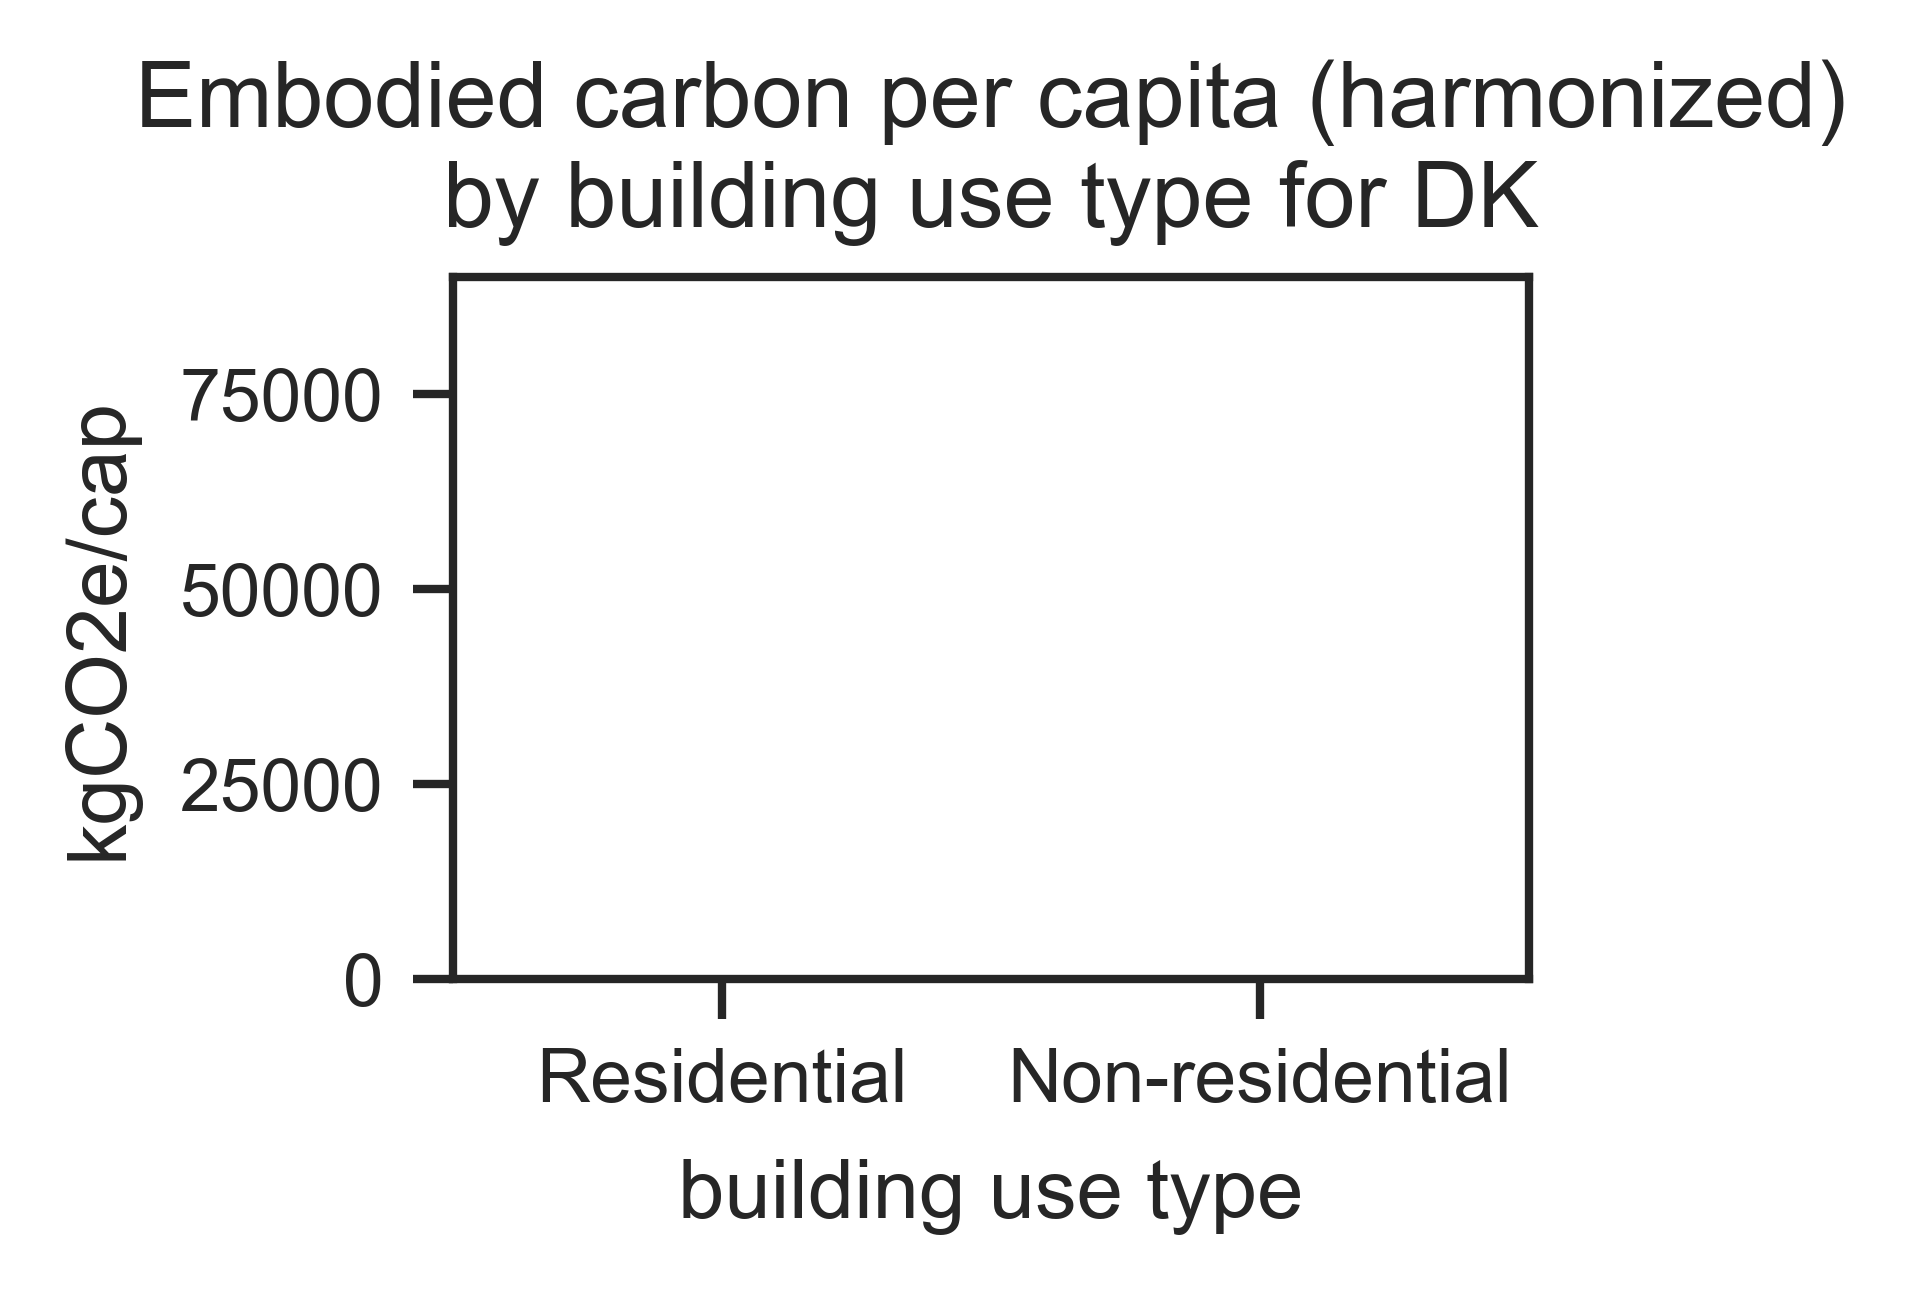 Embodied carbon per capita (harmonized)
by building use type for DK
kgCO2e/cap
75000
50000
25000
0
Residential
Non-residential
building use type